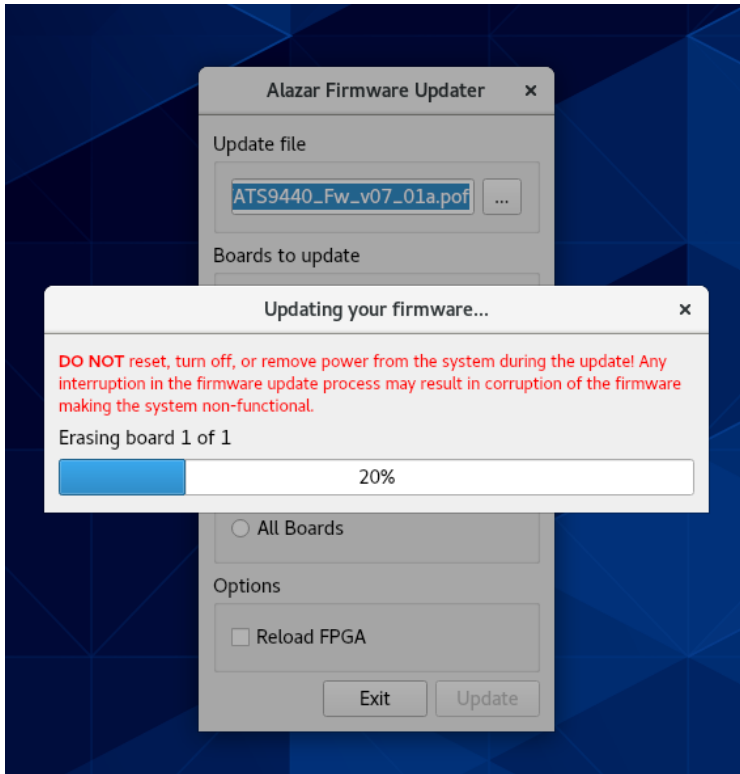 Alazar Firmware Updater ×
Update file
ATS9440_Fw_v07_01a.pof ...
Boards to update
Updating your firmware... ×
DO NOT reset, turn off, or remove power from the system during the update! Any
interruption in the firmware update process may result in corruption of the firmware
making the system non-functional.
Erasing board 1 of 1
20%
All Boards
Options
Reload FPGA
Exit Update